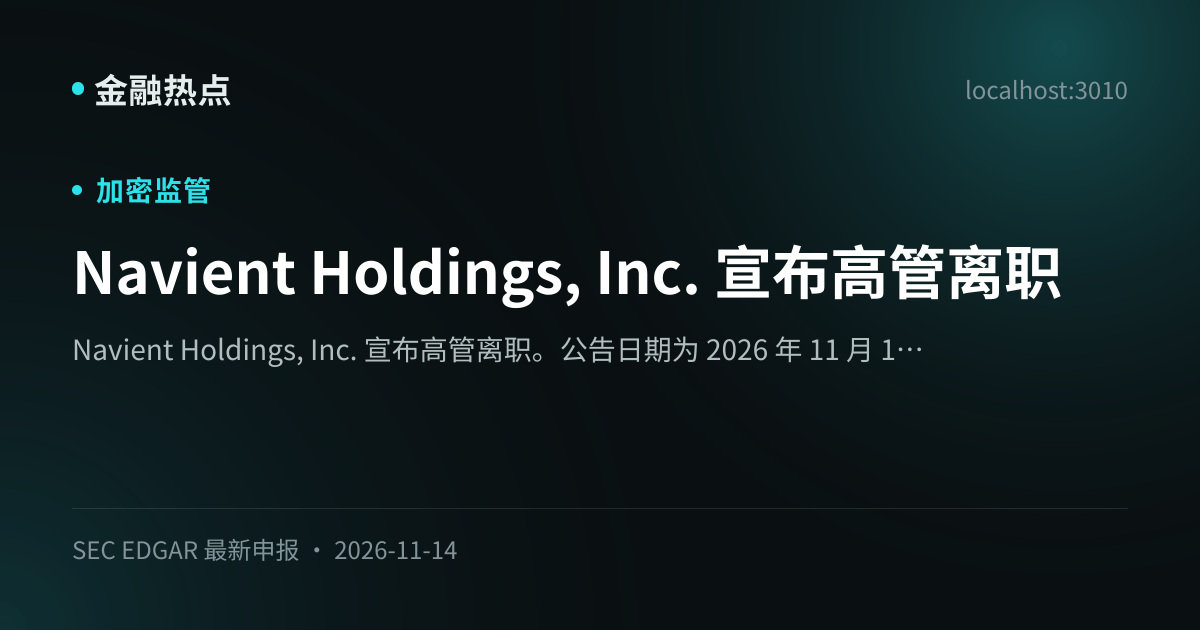 金融热点
localhost:3010
加密监管
Navient Holdings, Inc. 宣布高管离职
Navient Holdings, Inc. 宣布高管离职。公告日期为 2026 年 11 月 1…
SEC EDGAR 最新申报 · 2026-11-14